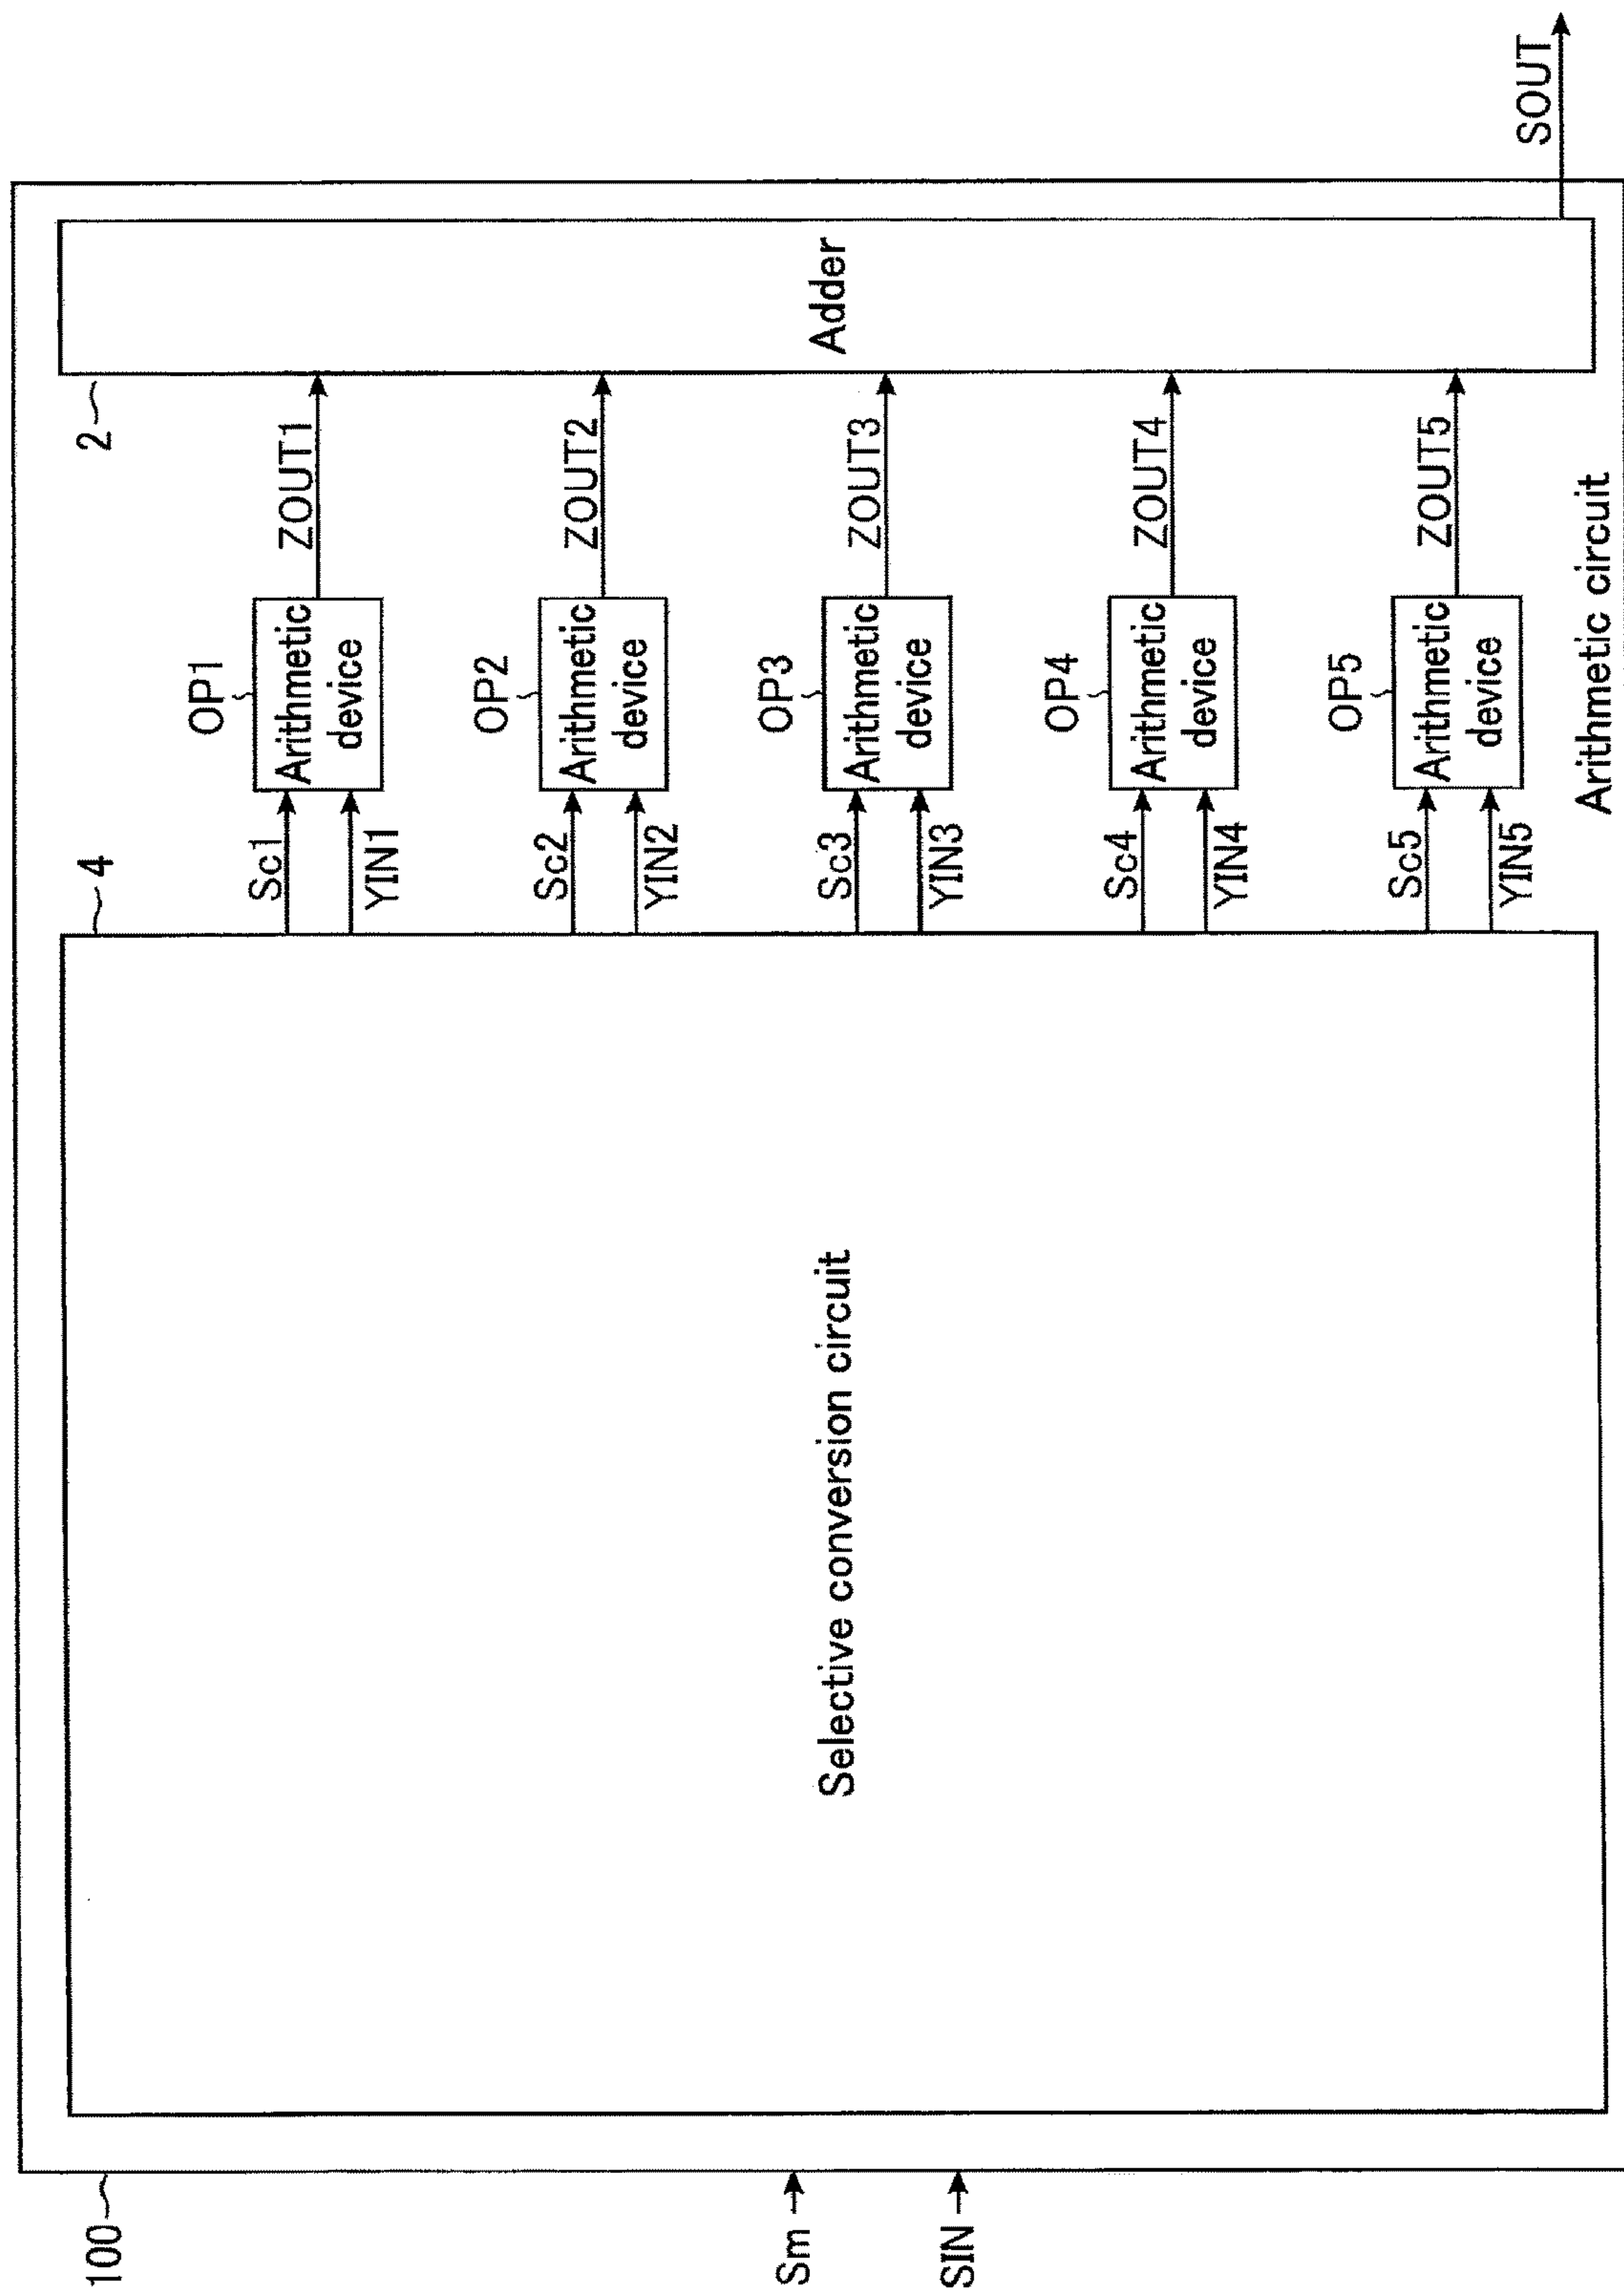 100
4
2
Sm
SIN
Selective conversion circuit
Sc1
YIN1
OP1
Arithmetic
device
ZOUT1
Sc2
YIN2
OP2
Arithmetic
device
ZOUT2
Sc3
YIN3
OP3
Arithmetic
device
ZOUT3
Sc4
YIN4
OP4
Arithmetic
device
ZOUT4
Sc5
YIN5
OP5
Arithmetic
device
ZOUT5
Adder
SOUT
Arithmetic circuit